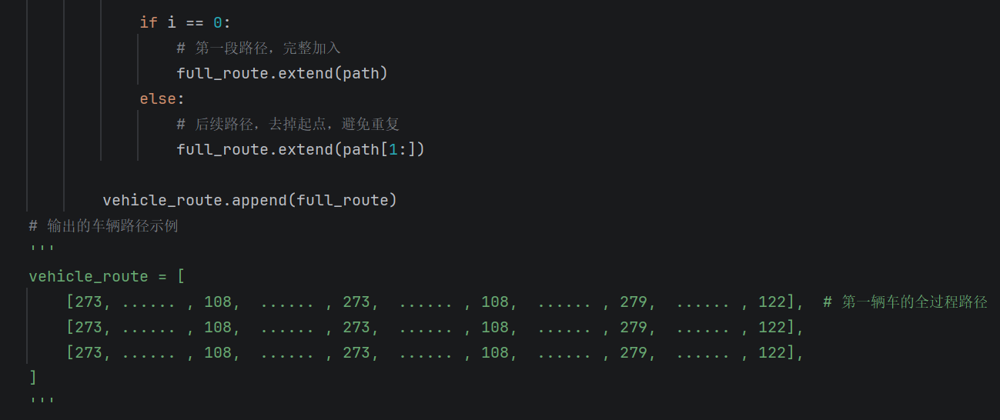 if i == 0:
# 第一段路径，完整加入
full_route.extend(path)
else:
# 后续路径，去掉起点，避免重复
full_route.extend(path[1:])
vehicle_route.append(full_route)
# 输出的车辆路径示例
'''
vehicle_route = [
[273, ...... , 108,  ...... , 273,  ...... , 108,  ...... , 279,  ...... , 122],  # 第一辆车的全过程路径
[273, ...... , 108,  ...... , 273,  ...... , 108,  ...... , 279,  ...... , 122],
[273, ...... , 108,  ...... , 273,  ...... , 108,  ...... , 279,  ...... , 122],
]
'''